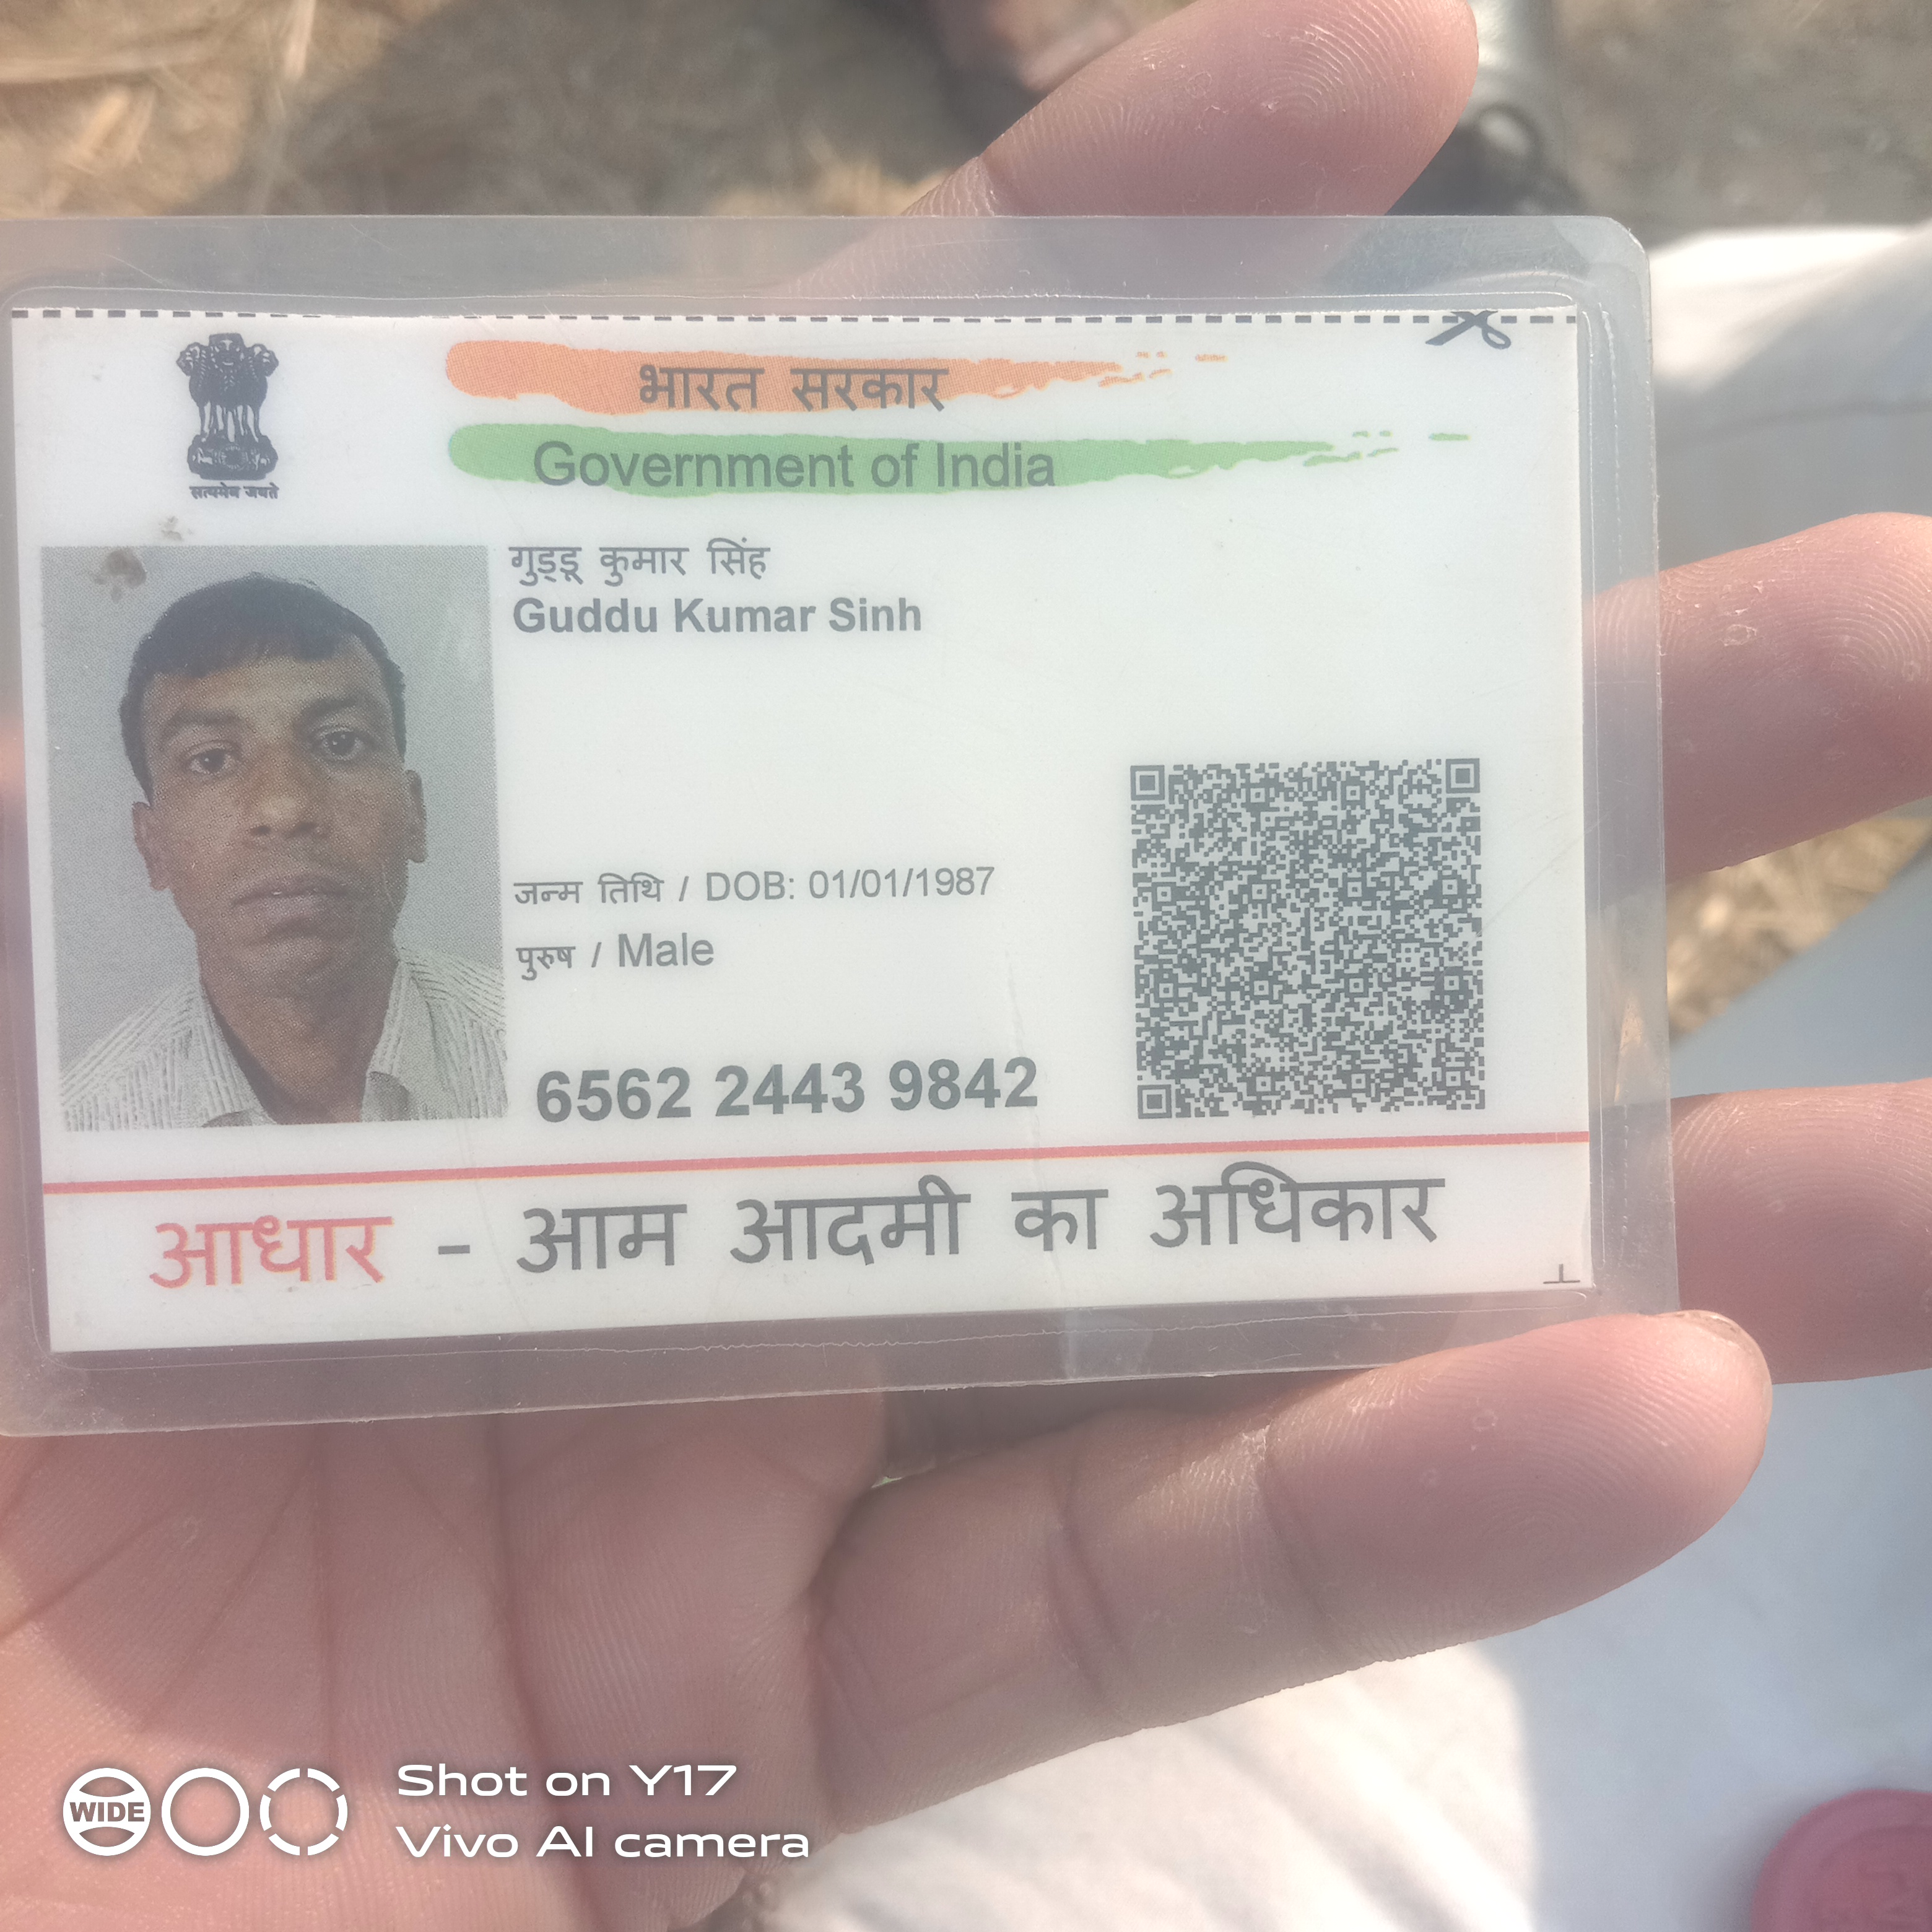 सत्यमेव जयते
भारत सरकार
Government of India
गुड्डू कुमार सिंह
Guddu Kumar Sinh
जन्म तिथि / DOB: 01/01/1987
पुरुष / Male
6562 2443 9842
आधार - आम आदमी का अधिकार
WIDE
Shot on Y17
Vivo AI camera